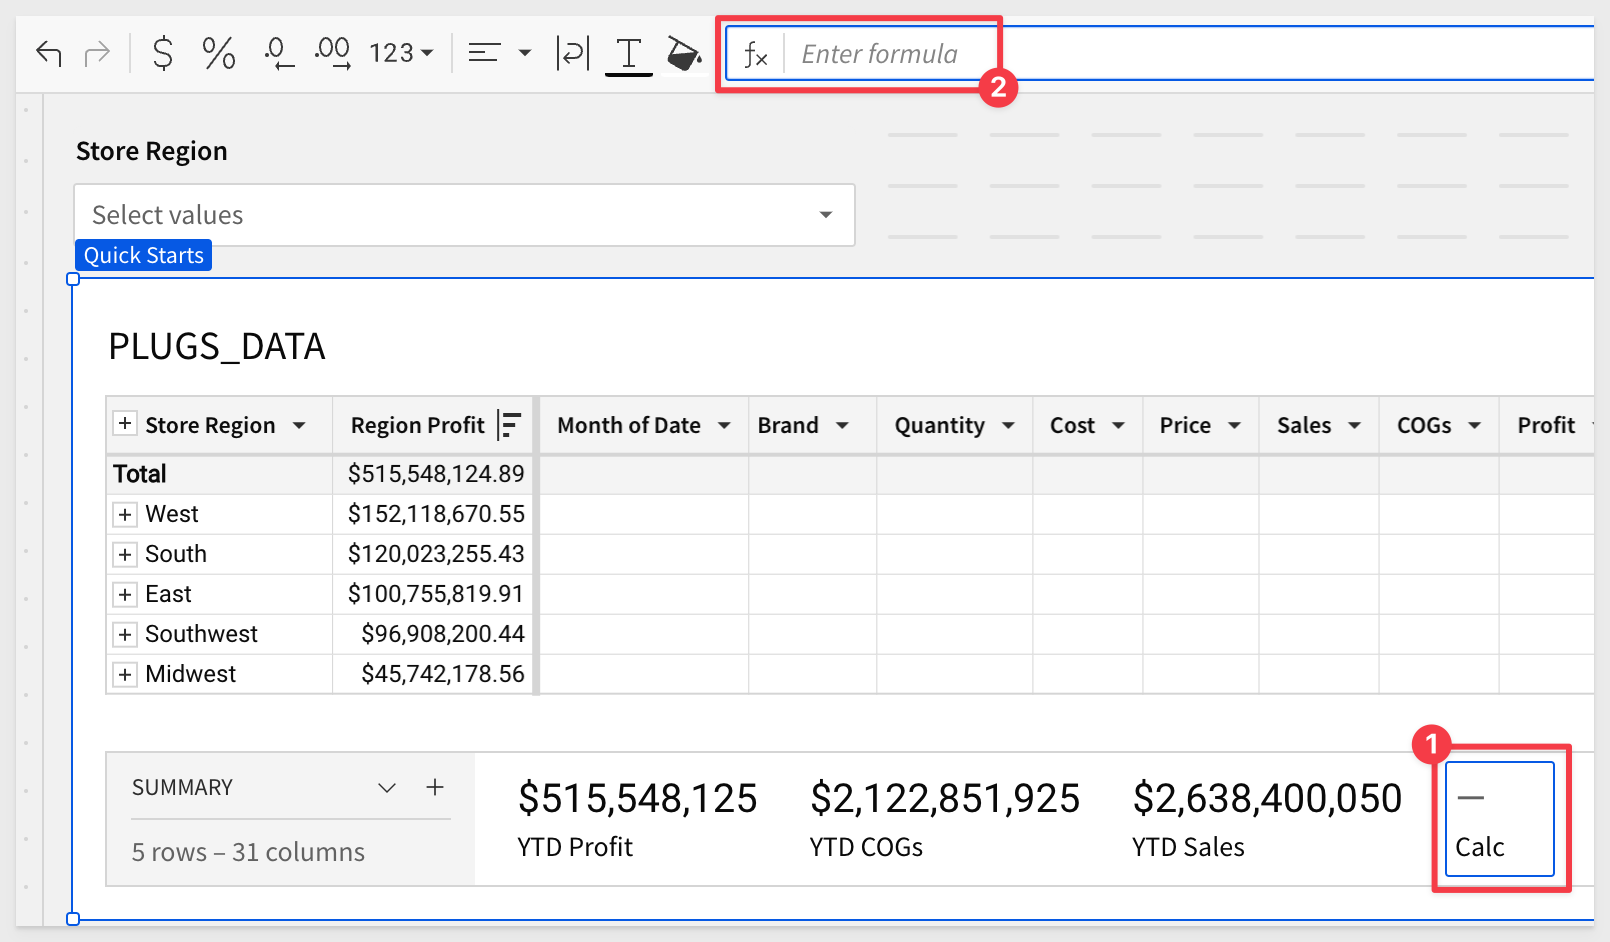 $ % .0 .00 123 T fx Enter formula
2
Store Region
Select values
Quick Starts
PLUGS_DATA
Store Region Region Profit Month of Date Brand Quantity Cost Price Sales COGs Profit
Total $515,548,124.89
West $152,118,670.55
South $120,023,255.43
East $100,755,819.91
Southwest $96,908,200.44
Midwest $45,742,178.56
1
SUMMARY $515,548,125 $2,122,851,925 $2,638,400,050 —
5 rows – 31 columns YTD Profit YTD COGs YTD Sales Calc